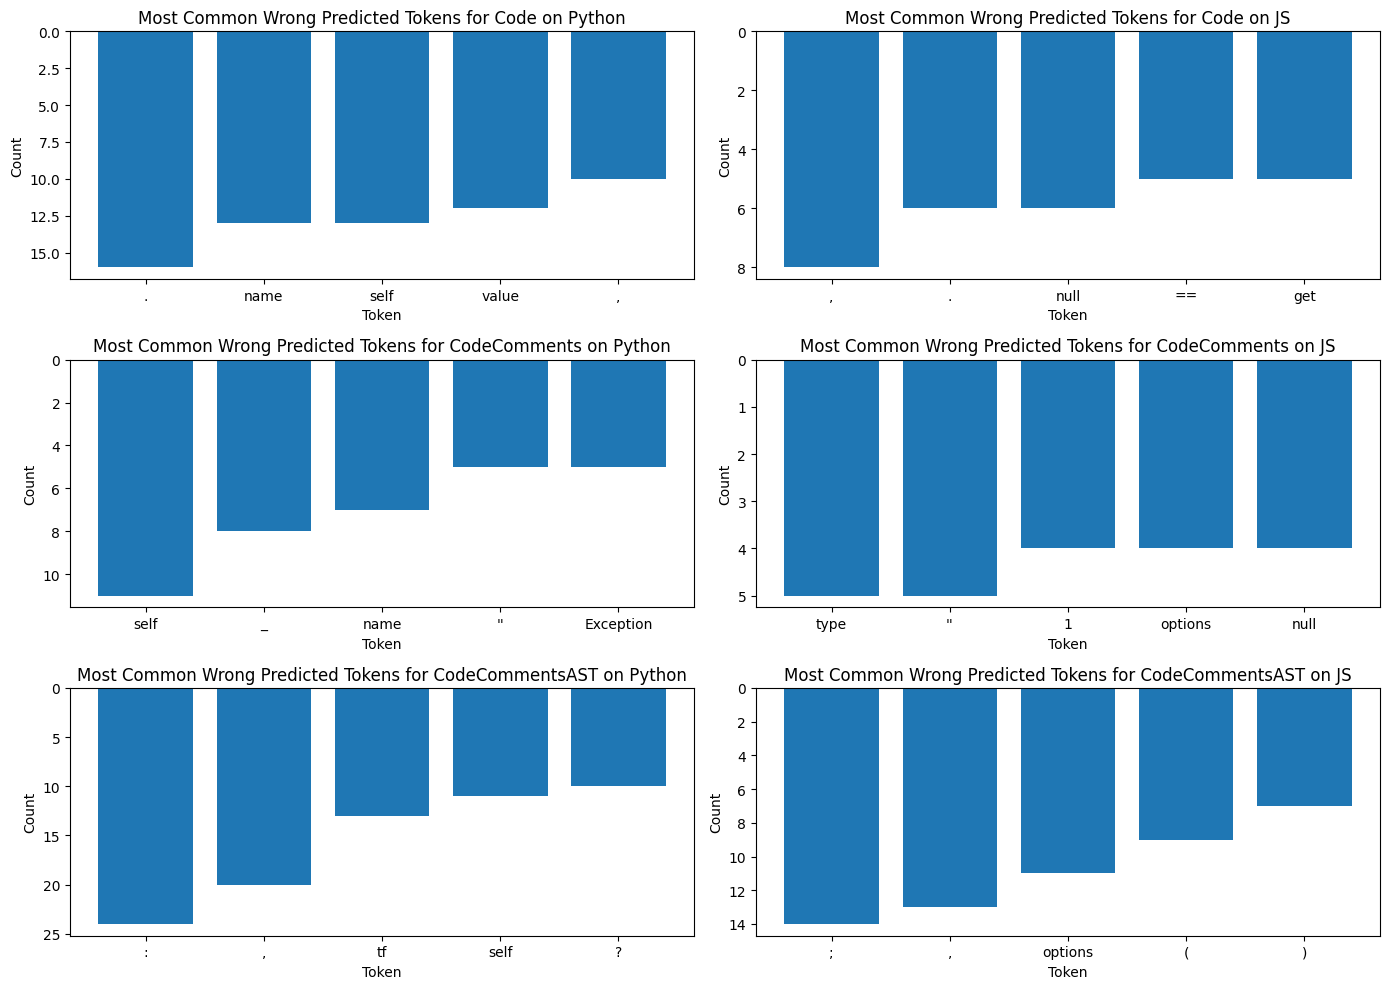 Most Common Wrong Predicted Tokens for Code on Python
0.0
2.5
5.0
7.5
10.0
12.5
15.0
Count
. name self value ,
Token
Most Common Wrong Predicted Tokens for Code on JS
0
2
4
6
8
Count
, . null == get
Token
Most Common Wrong Predicted Tokens for CodeComments on Python
0
2
4
6
8
10
Count
self _ name " Exception
Token
Most Common Wrong Predicted Tokens for CodeComments on JS
0
1
2
3
4
5
Count
type " 1 options null
Token
Most Common Wrong Predicted Tokens for CodeCommentsAST on Python
0
5
10
15
20
25
Count
: , tf self ?
Token
Most Common Wrong Predicted Tokens for CodeCommentsAST on JS
0
2
4
6
8
10
12
14
Count
; , options ( )
Token